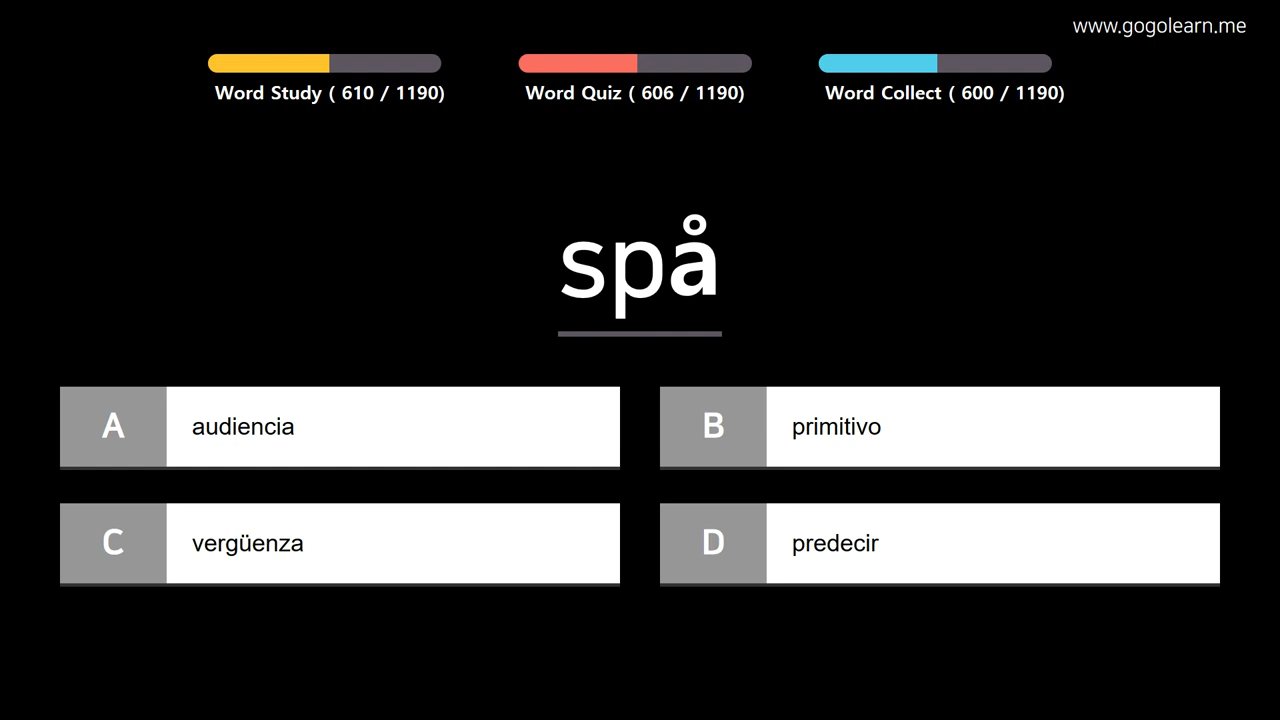 www.gogolearn.me
Word Study ( 610 / 1190)
Word Quiz ( 606 / 1190)
Word Collect ( 600 / 1190)
spå
A audiencia
B primitivo
C vergüenza
D predecir